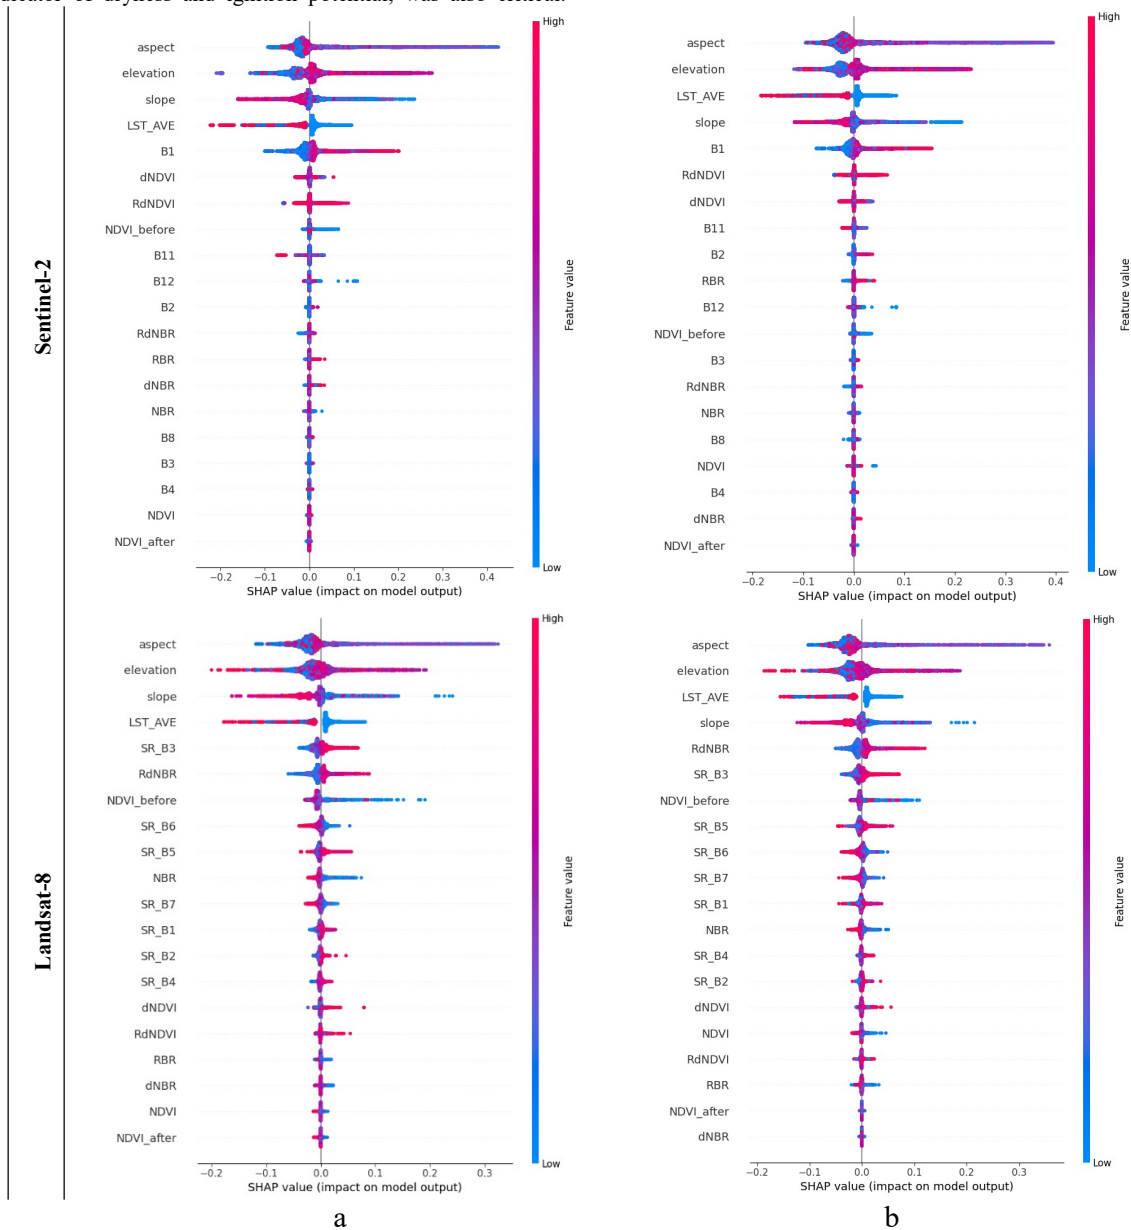 dicator of dryness and ignition potential, was also critical.
Sentinel-2
aspect
elevation
slope
LST_AVE
B1
dNDVI
RdNDVI
NDVI_before
B11
B12
B2
RdNBR
RBR
dNBR
NBR
B8
B3
B4
NDVI
NDVI_after
−0.2 −0.1 0.0 0.1 0.2 0.3 0.4
SHAP value (impact on model output)
High
Feature value
Low
aspect
elevation
LST_AVE
slope
B1
RdNDVI
dNDVI
B11
B2
RBR
B12
NDVI_before
B3
RdNBR
NBR
B8
NDVI
B4
dNBR
NDVI_after
−0.2 −0.1 0.0 0.1 0.2 0.3 0.4
SHAP value (impact on model output)
High
Feature value
Low
Landsat-8
aspect
elevation
slope
LST_AVE
SR_B3
RdNBR
NDVI_before
SR_B6
SR_B5
NBR
SR_B7
SR_B1
SR_B2
SR_B4
dNDVI
RdNDVI
RBR
dNBR
NDVI
NDVI_after
−0.2 −0.1 0.0 0.1 0.2 0.3
SHAP value (impact on model output)
High
Feature value
Low
aspect
elevation
LST_AVE
slope
RdNBR
SR_B3
NDVI_before
SR_B5
SR_B6
SR_B7
SR_B1
NBR
SR_B4
SR_B2
dNDVI
NDVI
RdNDVI
RBR
NDVI_after
dNBR
−0.2 −0.1 0.0 0.1 0.2 0.3
SHAP value (impact on model output)
High
Feature value
Low
a
b